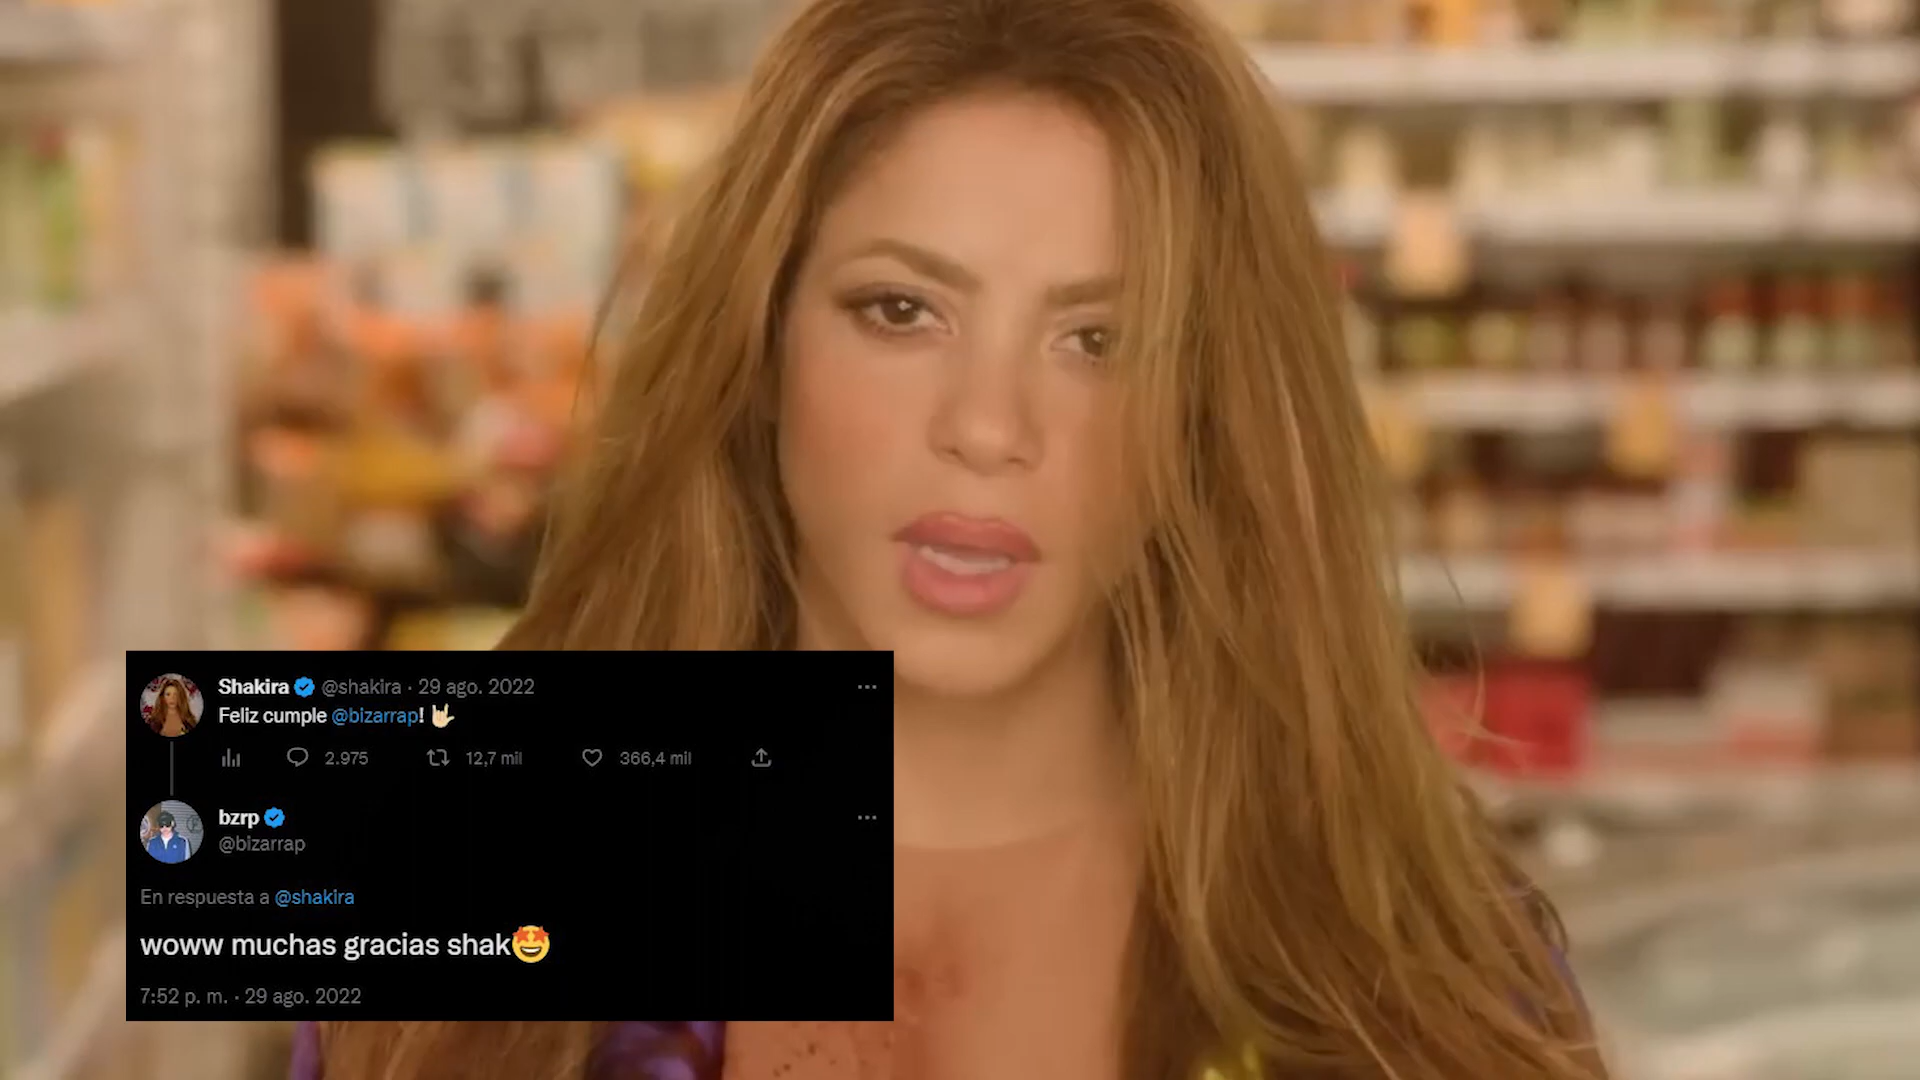 Shakira @shakira · 29 ago. 2022
Feliz cumple @bizarrap! 🤟🏻
2.975 12,7 mil 366,4 mil
bzrp
@bizarrap
En respuesta a @shakira
woww muchas gracias shak🤩
7:52 p. m. · 29 ago. 2022